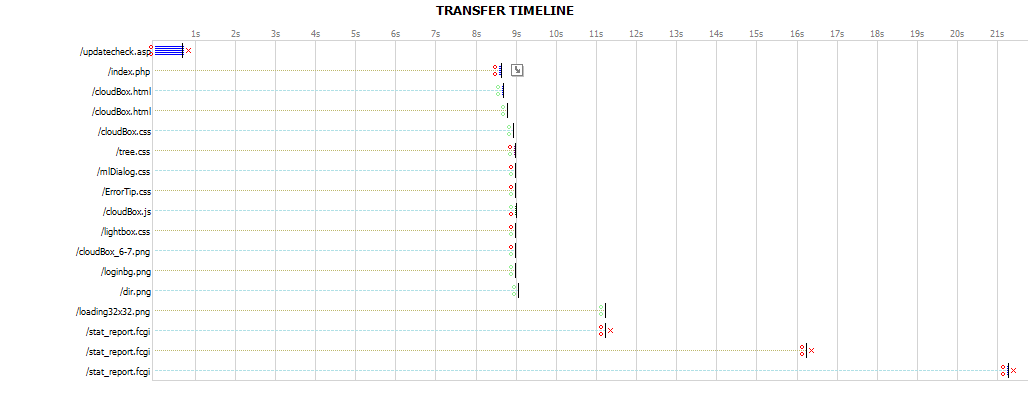 TRANSFER TIMELINE
1s 2s 3s 4s 5s 6s 7s 8s 9s 10s 11s 12s 13s 14s 15s 16s 17s 18s 19s 20s 21s
/updatecheck.asp
/index.php
/cloudBox.html
/cloudBox.html
/cloudBox.css
/tree.css
/mlDialog.css
/ErrorTip.css
/cloudBox.js
/lightbox.css
/cloudBox_6-7.png
/loginbg.png
/dir.png
/loading32x32.png
/stat_report.fcgi
/stat_report.fcgi
/stat_report.fcgi